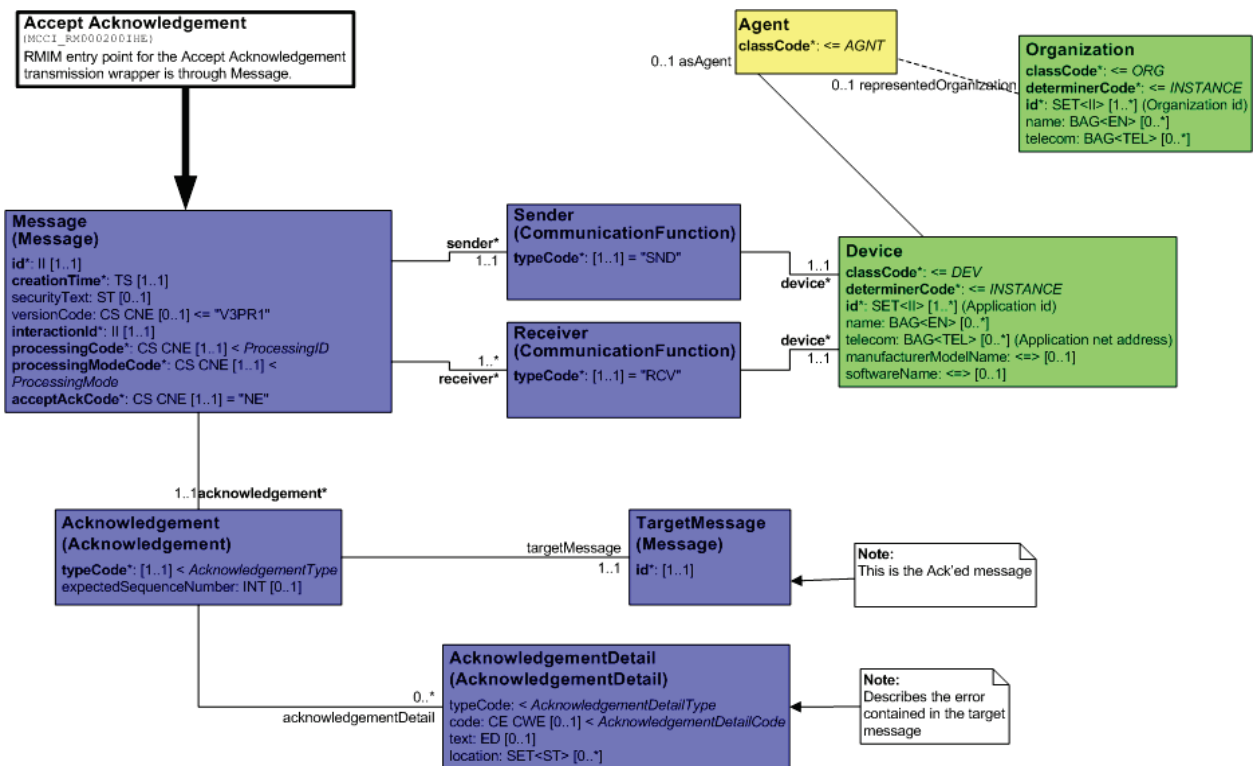 Accept Acknowledgement
(MCCI_RM000200IHE)
RMIM entry point for the Accept Acknowledgement
transmission wrapper is through Message.
Agent
classCode*: <= AGNT
0..1 asAgent
0..1 representedOrganization
Organization
classCode*: <= ORG
determinerCode*: <= INSTANCE
id*: SET<II> [1..*] (Organization id)
name: BAG<EN> [0..*]
telecom: BAG<TEL> [0..*]
Message
(Message)
id*: II [1..1]
creationTime*: TS [1..1]
securityText: ST [0..1]
versionCode: CS CNE [0..1] <= "V3PR1"
interactionId*: II [1..1]
processingCode*: CS CNE [1..1] < ProcessingID
processingModeCode*: CS CNE [1..1] <
ProcessingMode
acceptAckCode*: CS CNE [1..1] = "NE"
sender*
1..1
Sender
(CommunicationFunction)
typeCode*: [1..1] = "SND"
1..1
device*
1..*
receiver*
Receiver
(CommunicationFunction)
typeCode*: [1..1] = "RCV"
device*
1..1
Device
classCode*: <= DEV
determinerCode*: <= INSTANCE
id*: SET<II> [1..*] (Application id)
name: BAG<EN> [0..*]
telecom: BAG<TEL> [0..*] (Application net address)
manufacturerModelName: <=> [0..1]
softwareName: <=> [0..1]
1..1 acknowledgement*
Acknowledgement
(Acknowledgement)
typeCode*: [1..1] < AcknowledgementType
expectedSequenceNumber: INT [0..1]
targetMessage
1..1
TargetMessage
(Message)
id*: [1..1]
Note:
This is the Ack'ed message
0..*
acknowledgementDetail
AcknowledgementDetail
(AcknowledgementDetail)
typeCode: < AcknowledgementDetailType
code: CE CWE [0..1] < AcknowledgementDetailCode
text: ED [0..1]
location: SET<ST> [0..*]
Note:
Describes the error
contained in the target
message